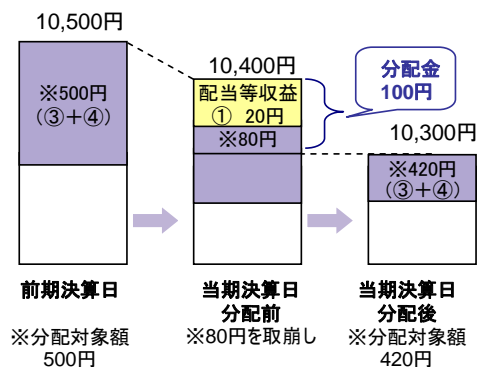 10,500円
※500円
(③+④)
10,400円
配当等収益
① 20円
※80円
分配金
100円
10,300円
※420円
(③+④)
前期決算日
※分配対象額
500円
当期決算日
分配前
※80円を取崩し
当期決算日
分配後
※分配対象額
420円